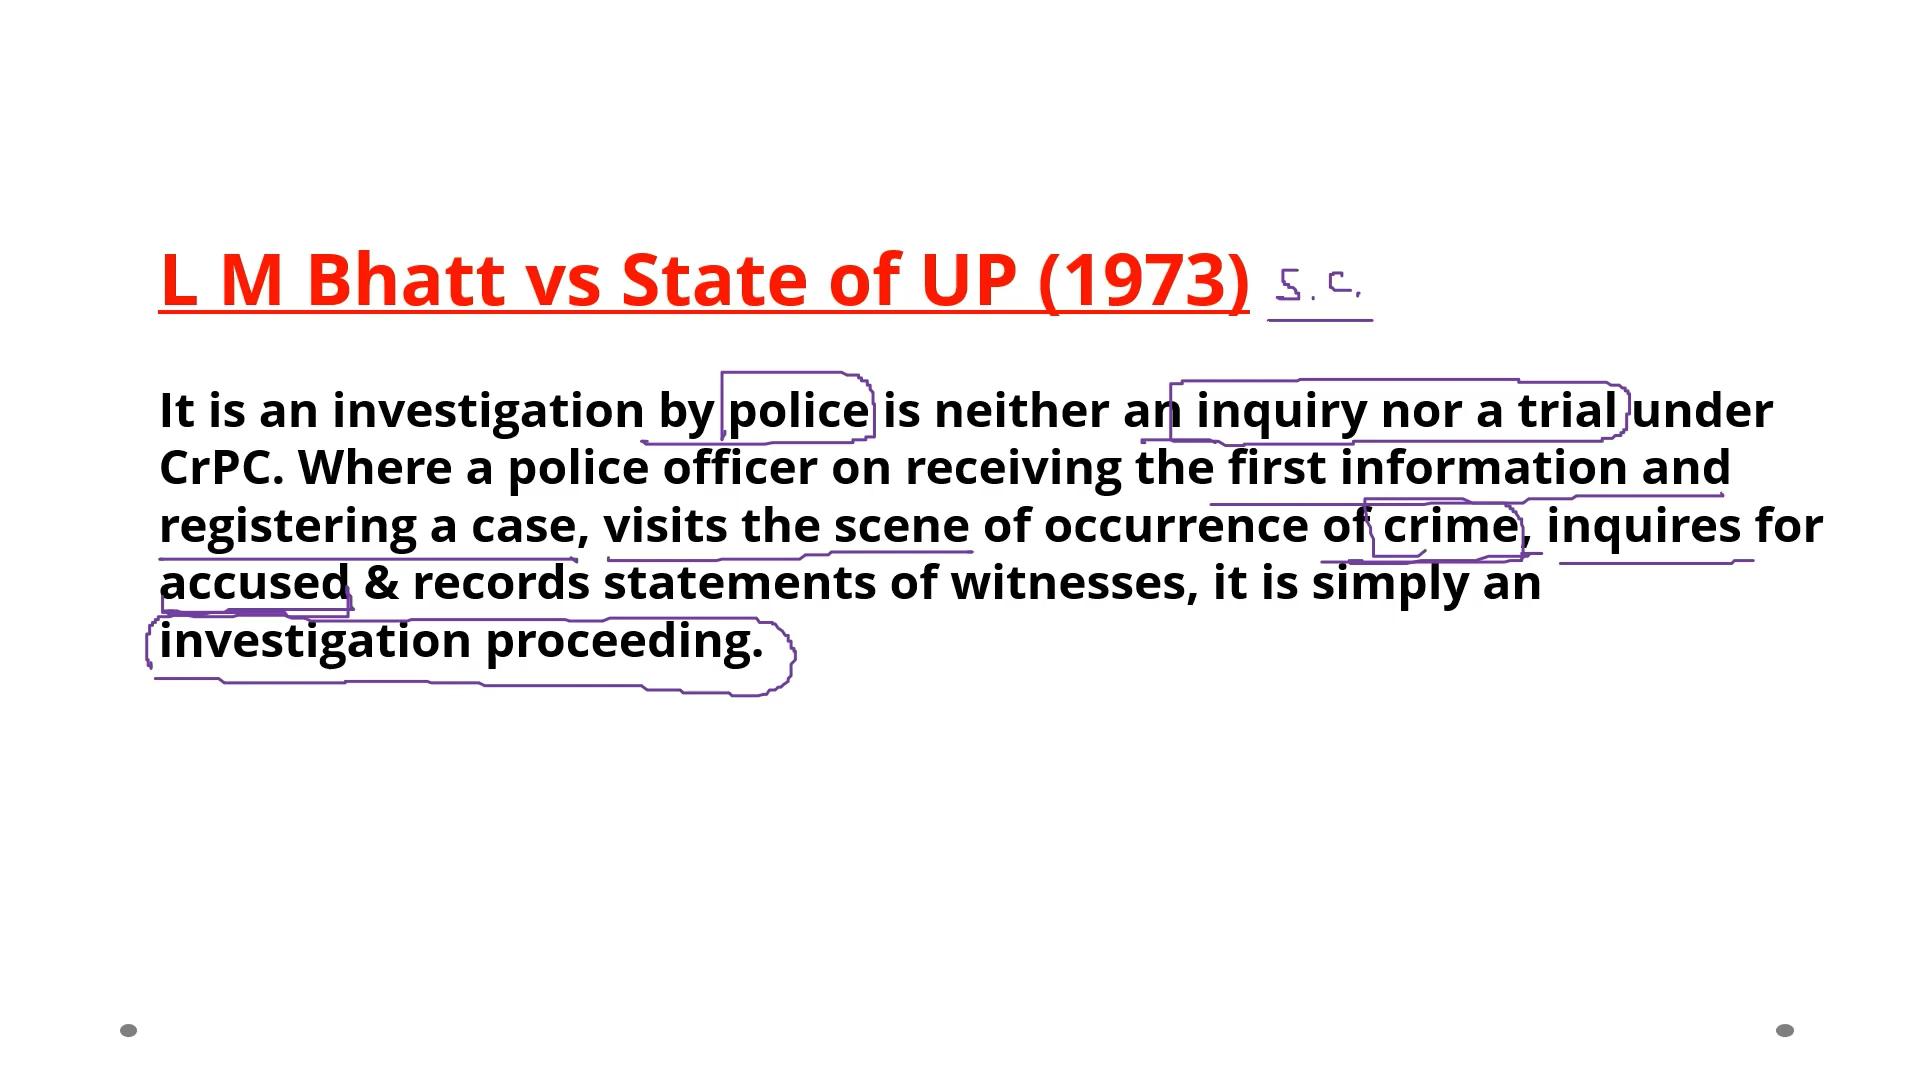 L M Bhatt vs State of UP (1973) S.C.
It is an investigation by police is neither an inquiry nor a trial under
CrPC. Where a police officer on receiving the first information and
registering a case, visits the scene of occurrence of crime, inquires for
accused & records statements of witnesses, it is simply an
investigation proceeding.